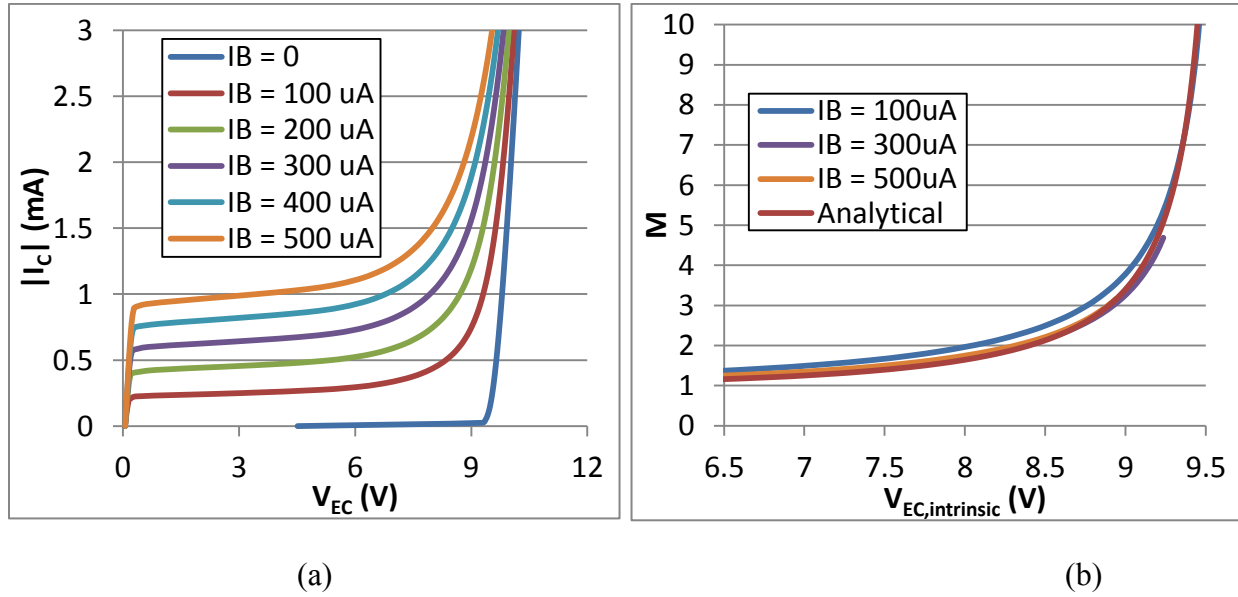 3
2.5
2
1.5
1
0.5
0
0
3
6
9
12
|I_C| (mA)
V_EC (V)
IB = 0
IB = 100 uA
IB = 200 uA
IB = 300 uA
IB = 400 uA
IB = 500 uA
(a)
10
9
8
7
6
5
4
3
2
1
0
6.5
7
7.5
8
8.5
9
9.5
M
V_EC,intrinsic (V)
IB = 100uA
IB = 300uA
IB = 500uA
Analytical
(b)